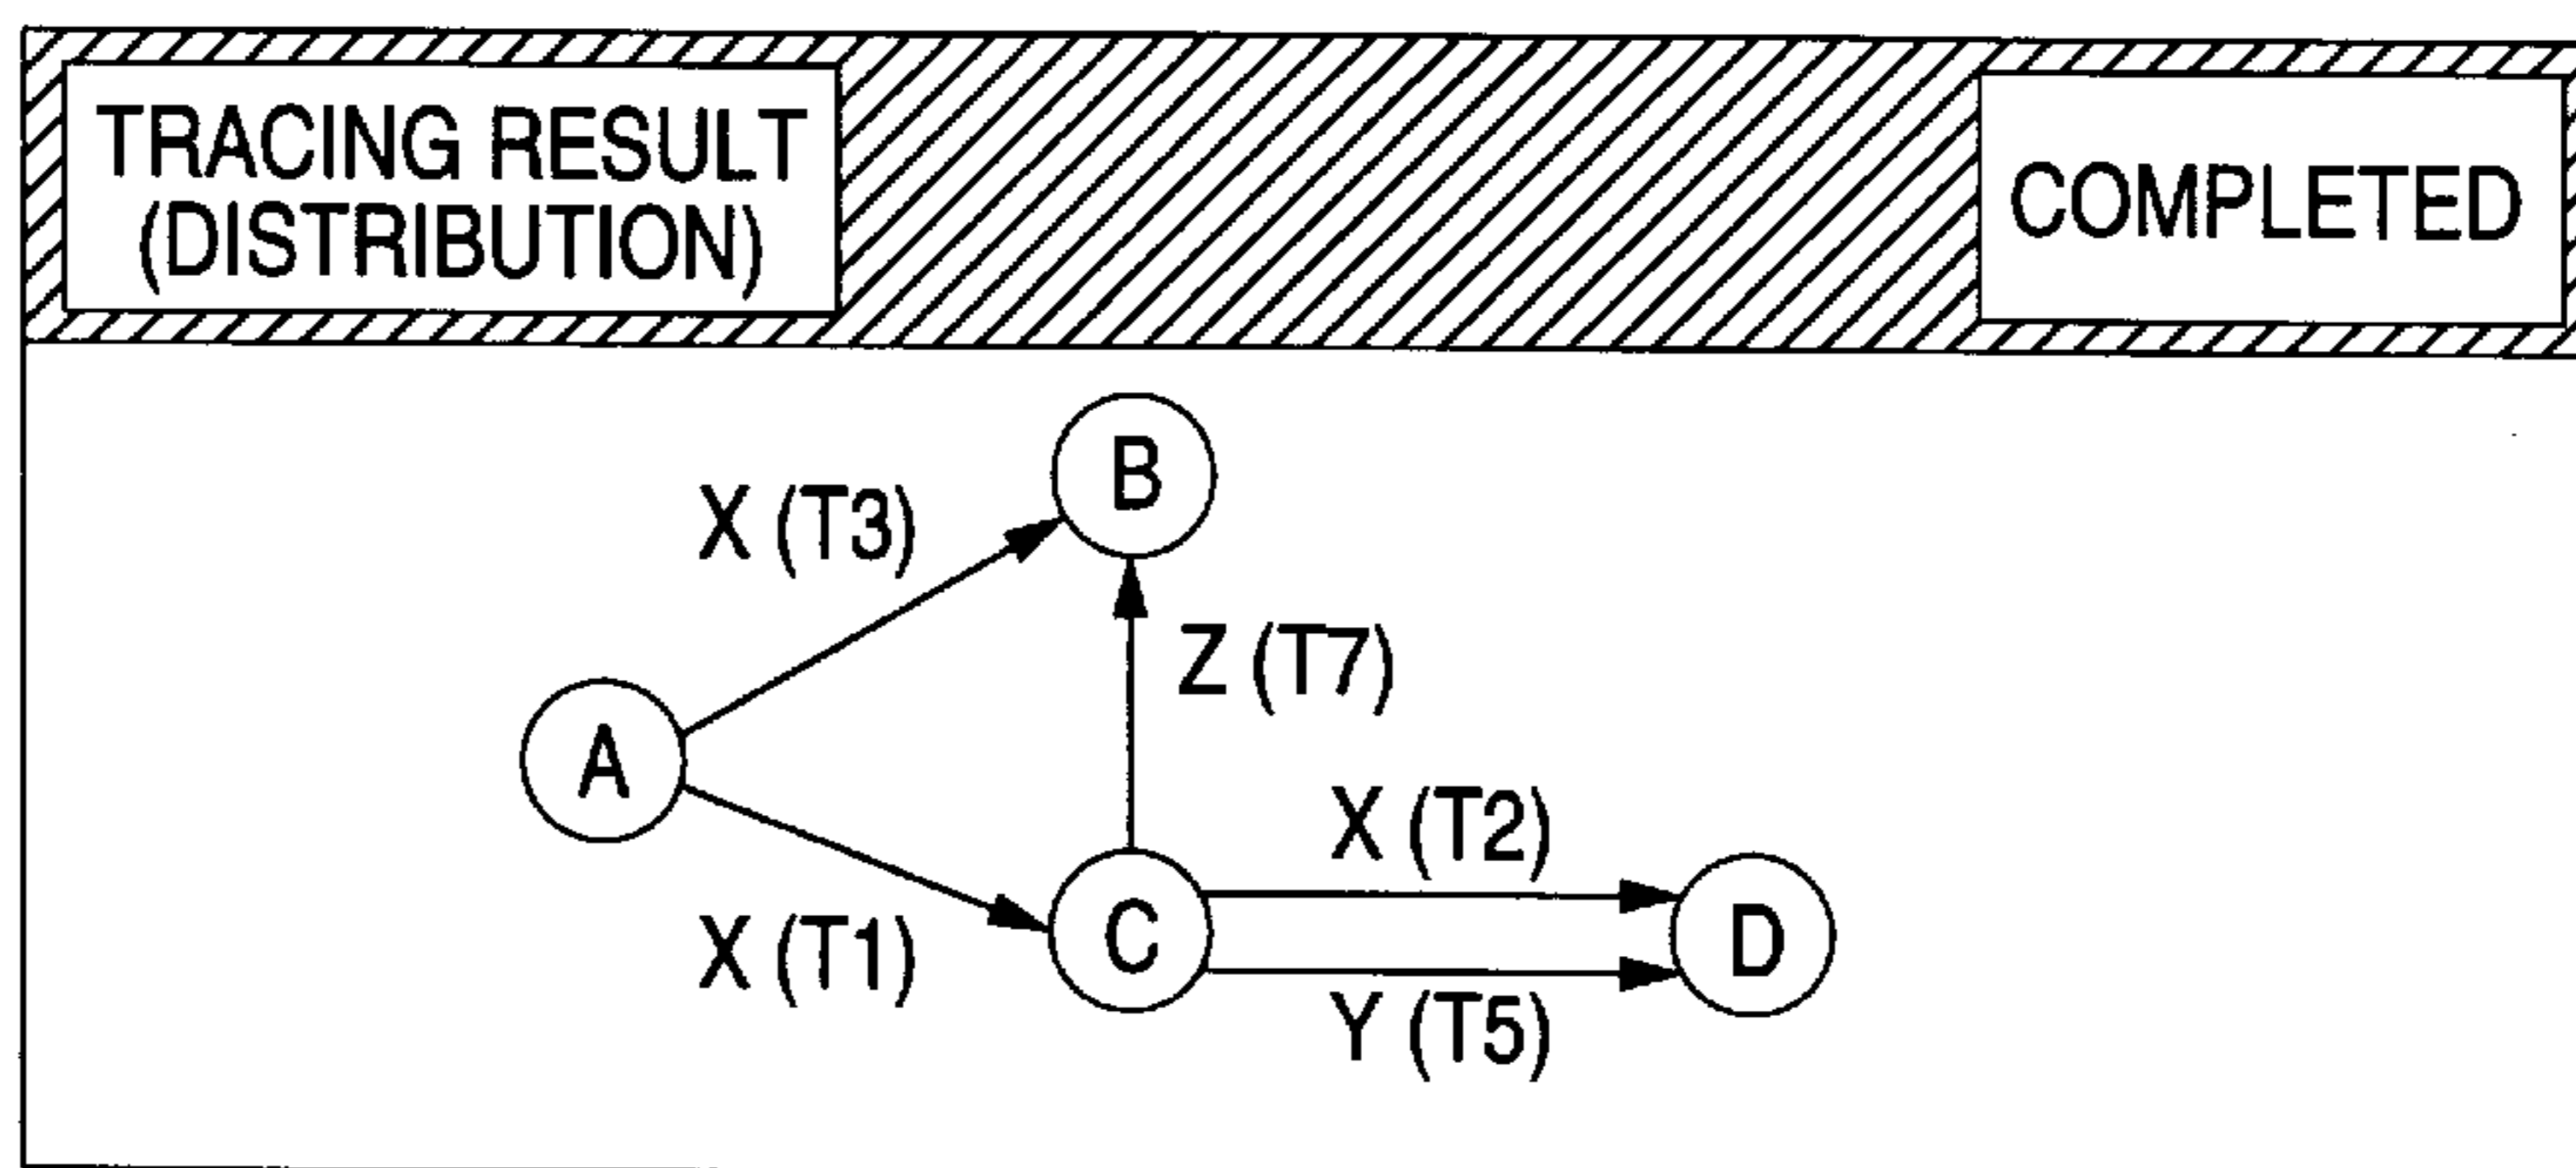 TRACING RESULT
(DISTRIBUTION)
COMPLETED
B
X (T3)
Z (T7)
A
X (T2)
C
D
X (T1)
Y (T5)